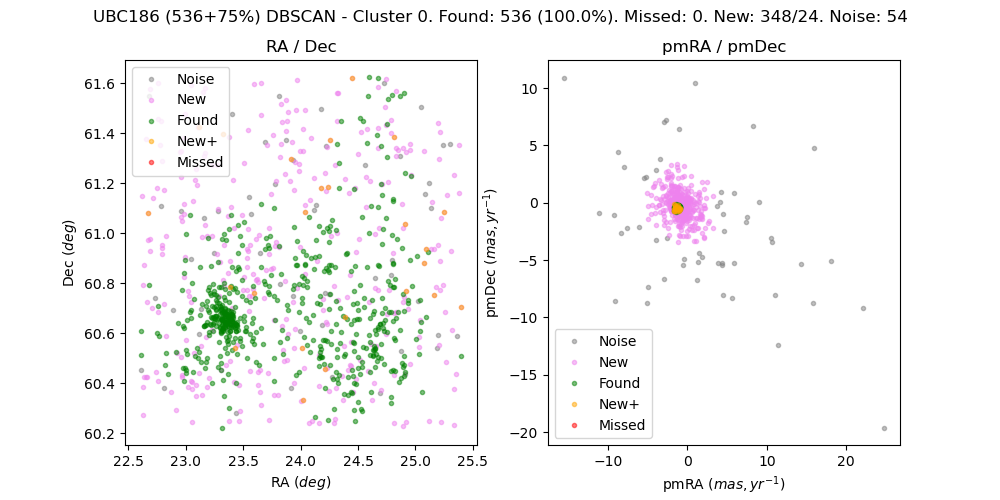 UBC186 (536+75%) DBSCAN - Cluster 0. Found: 536 (100.0%). Missed: 0. New: 348/24. Noise: 54
RA / Dec
61.6
61.4
61.2
61.0
60.8
60.6
60.4
60.2
Dec (deg)
Noise
New
Found
New+
Missed
22.5 23.0 23.5 24.0 24.5 25.0 25.5
RA (deg)
pmRA / pmDec
10
5
0
−5
−10
−15
−20
pmDec (mas, yr⁻¹)
Noise
New
Found
New+
Missed
−10 0 10 20
pmRA (mas, yr⁻¹)